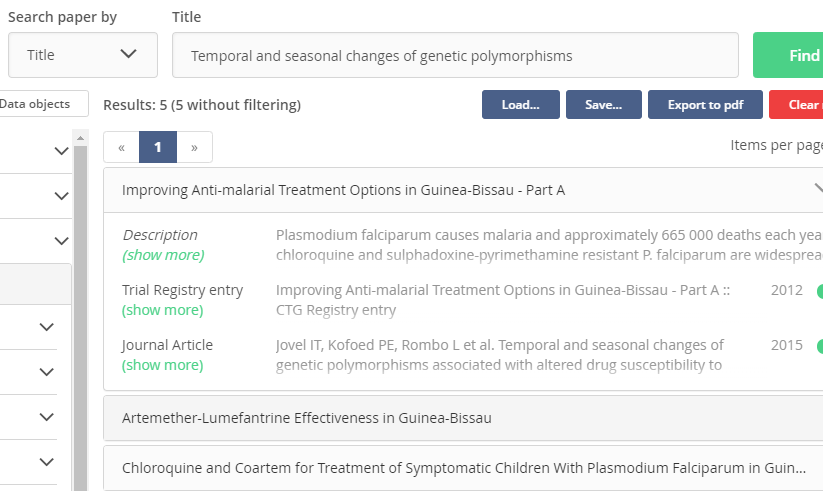 Search paper by Title
Title Temporal and seasonal changes of genetic polymorphisms Find
Data objects Results: 5 (5 without filtering) Load... Save... Export to pdf Clear
« 1 » Items per page
Improving Anti-malarial Treatment Options in Guinea-Bissau - Part A
Description Plasmodium falciparum causes malaria and approximately 665 000 deaths each yea
(show more) chloroquine and sulphadoxine-pyrimethamine resistant P. falciparum are widesprea
Trial Registry entry Improving Anti-malarial Treatment Options in Guinea-Bissau - Part A :: 2012
(show more) CTG Registry entry
Journal Article Jovel IT, Kofoed PE, Rombo L et al. Temporal and seasonal changes of 2015
(show more) genetic polymorphisms associated with altered drug susceptibility to
Artemether-Lumefantrine Effectiveness in Guinea-Bissau
Chloroquine and Coartem for Treatment of Symptomatic Children With Plasmodium Falciparum in Guin...